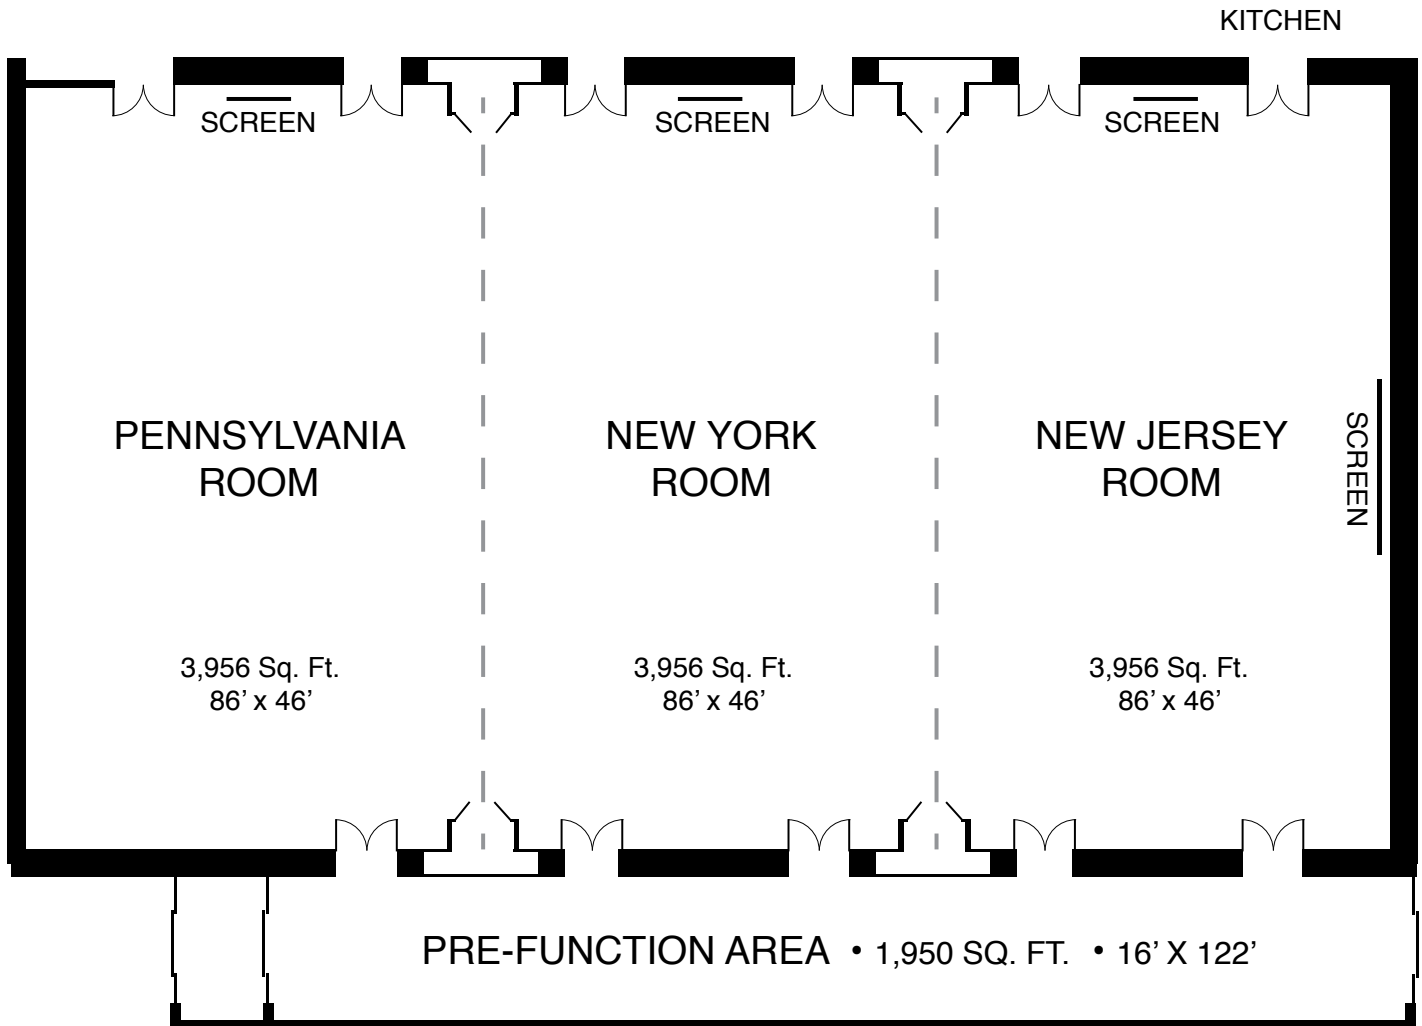 KITCHEN
SCREEN
SCREEN
SCREEN
PENNSYLVANIA
ROOM
NEW YORK
ROOM
NEW JERSEY
ROOM
SCREEN
3,956 Sq. Ft.
86’ x 46’
3,956 Sq. Ft.
86’ x 46’
3,956 Sq. Ft.
86’ x 46’
PRE-FUNCTION AREA • 1,950 SQ. FT. • 16’ X 122’